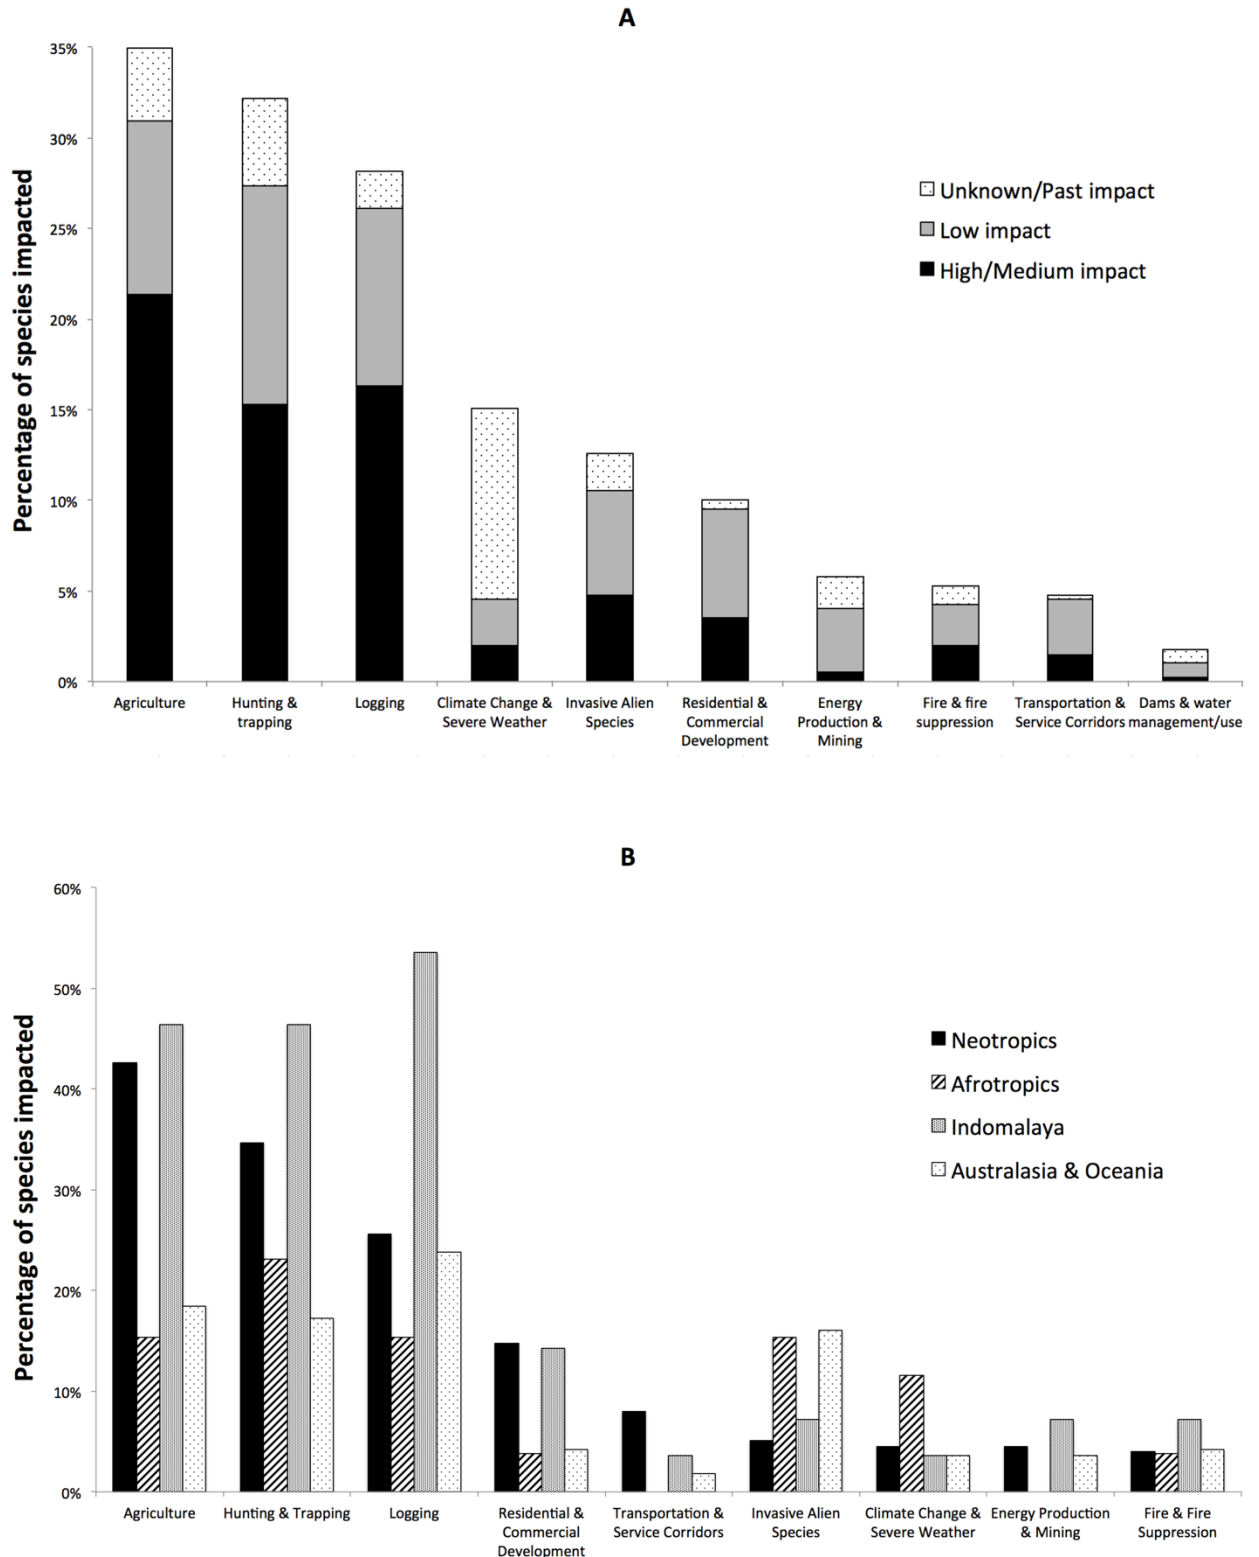 A
Percentage of species impacted
35%
30%
25%
20%
15%
10%
5%
0%
Unknown/Past impact
Low impact
High/Medium impact
Agriculture
Hunting &
trapping
Logging
Climate Change &
Severe Weather
Invasive Alien
Species
Residential &
Commercial
Development
Energy
Production &
Mining
Fire & fire
suppression
Transportation &
Service Corridors
Dams & water
management/use
B
Percentage of species impacted
60%
50%
40%
30%
20%
10%
0%
Neotropics
Afrotropics
Indomalaya
Australasia & Oceania
Agriculture
Hunting & Trapping
Logging
Residential &
Commercial
Development
Transportation &
Service Corridors
Invasive Alien
Species
Climate Change &
Severe Weather
Energy Production
& Mining
Fire & Fire
Suppression